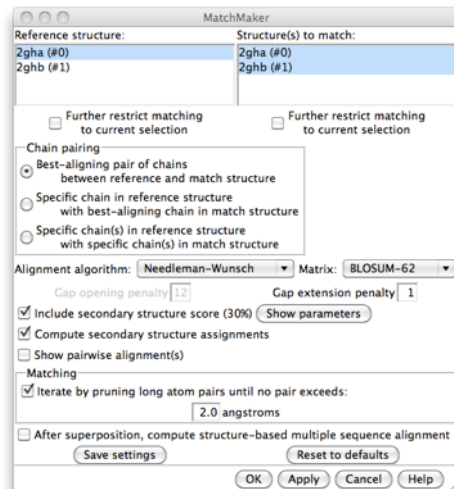 MatchMaker
Reference structure:
Structure(s) to match:
2gha (#0)
2ghb (#1)
2gha (#0)
2ghb (#1)
Further restrict matching
to current selection
Further restrict matching
to current selection
Chain pairing
Best-aligning pair of chains
between reference and match structure
Specific chain in reference structure
with best-aligning chain in match structure
Specific chain(s) in reference structure
with specific chain(s) in match structure
Alignment algorithm: Needleman-Wunsch Matrix: BLOSUM-62
Gap opening penalty 12 Gap extension penalty 1
Include secondary structure score (30%) Show parameters
Compute secondary structure assignments
Show pairwise alignment(s)
Matching
Iterate by pruning long atom pairs until no pair exceeds:
2.0 angstroms
After superposition, compute structure-based multiple sequence alignment
Save settings Reset to defaults
OK Apply Cancel Help